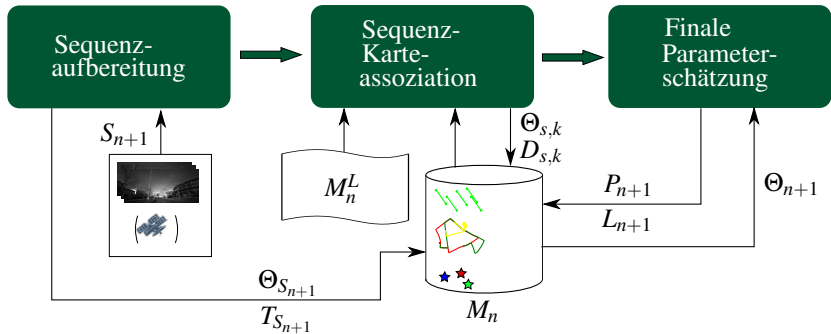 Sequenz-
aufbereitung
Sequenz-
Karte-
assoziation
Finale
Parameter-
schätzung
S_{n+1}
( )
M_n^L
Θ_{s,k}
D_{s,k}
P_{n+1}
L_{n+1}
Θ_{n+1}
Θ_{S_{n+1}}
T_{S_{n+1}}
M_n